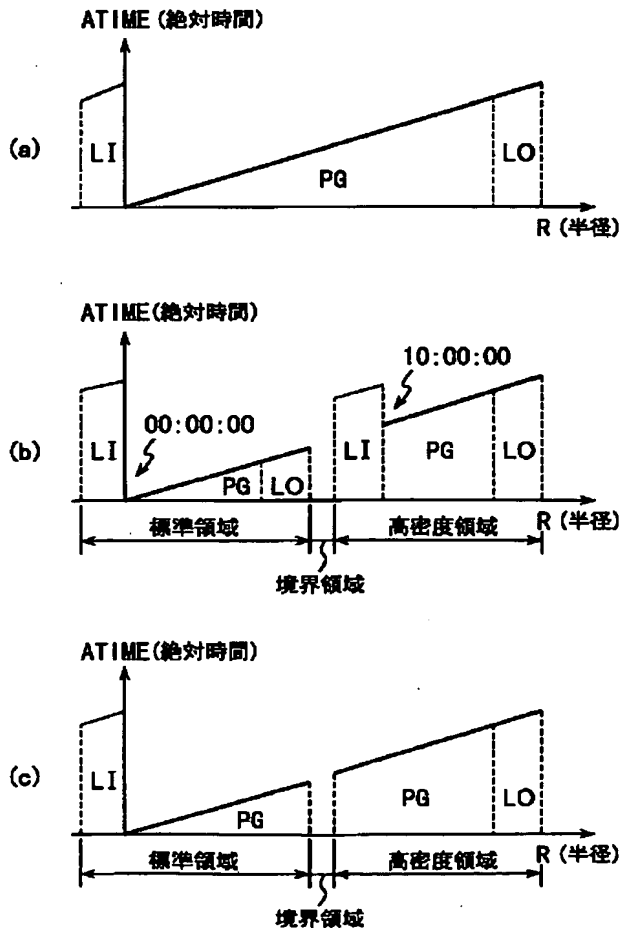 ATIME(絶対時間)
(a)
LI
PG
LO
R (半径)
ATIME(絶対時間)
10:00:00
00:00:00
(b)
LI
PG
LO
LI
PG
LO
R (半径)
標準領域
高密度領域
境界領域
ATIME(絶対時間)
(c)
LI
PG
PG
LO
R (半径)
標準領域
高密度領域
境界領域